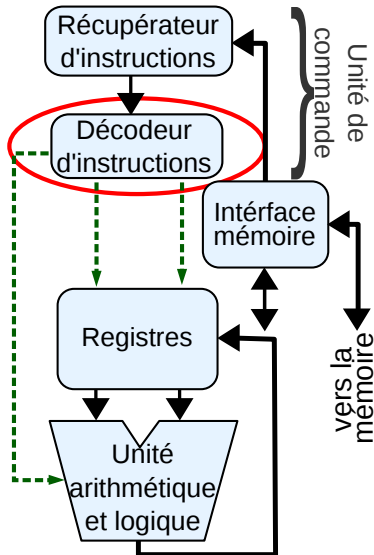 Récupérateur
d'instructions
Unité de
commande
Décodeur
d'instructions
Intérface
mémoire
Registres
vers la
mémoire
Unité
arithmétique
et logique